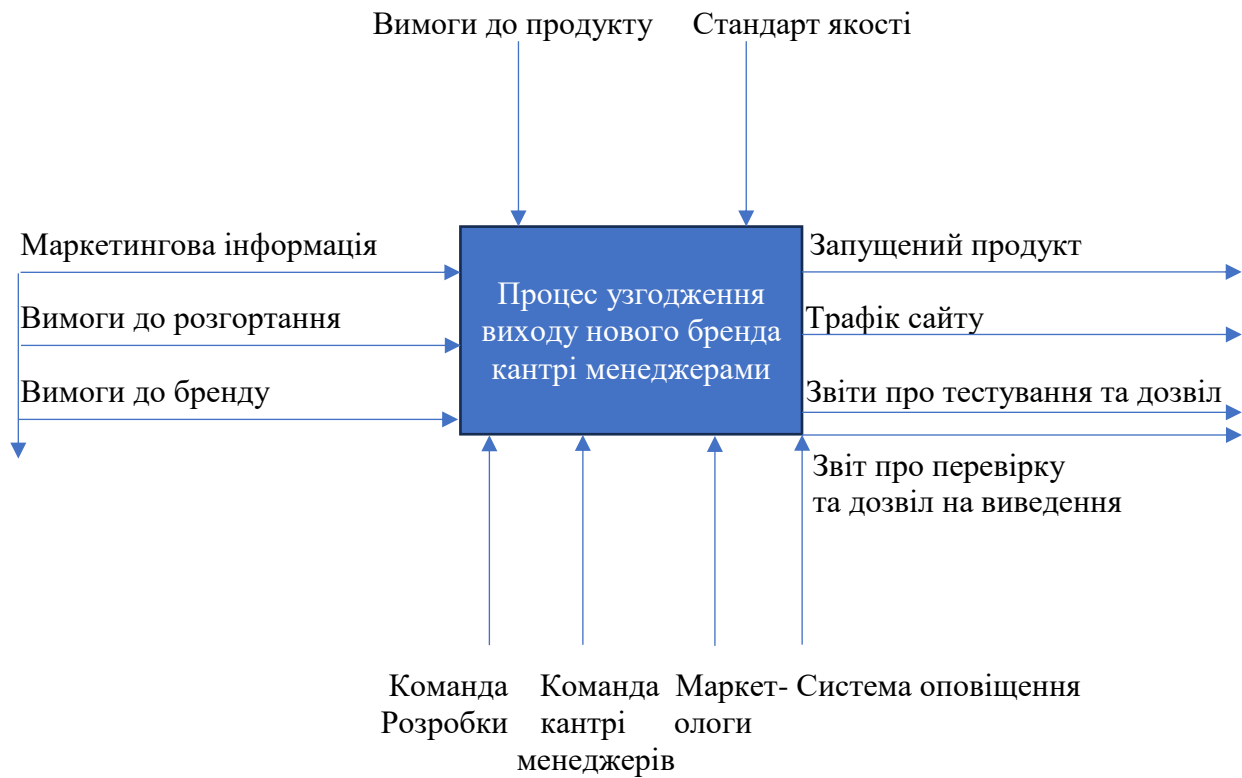 Вимоги до продукту
Стандарт якості
Маркетингова інформація
Вимоги до розгортання
Вимоги до бренду
Процес узгодження
виходу нового бренда
кантрі менеджерами
Запущений продукт
Трафік сайту
Звіти про тестування та дозвіл
Звіт про перевірку
та дозвіл на виведення
Команда
Розробки
Команда
кантрі
менеджерів
Маркет-
ологи
Система оповіщення